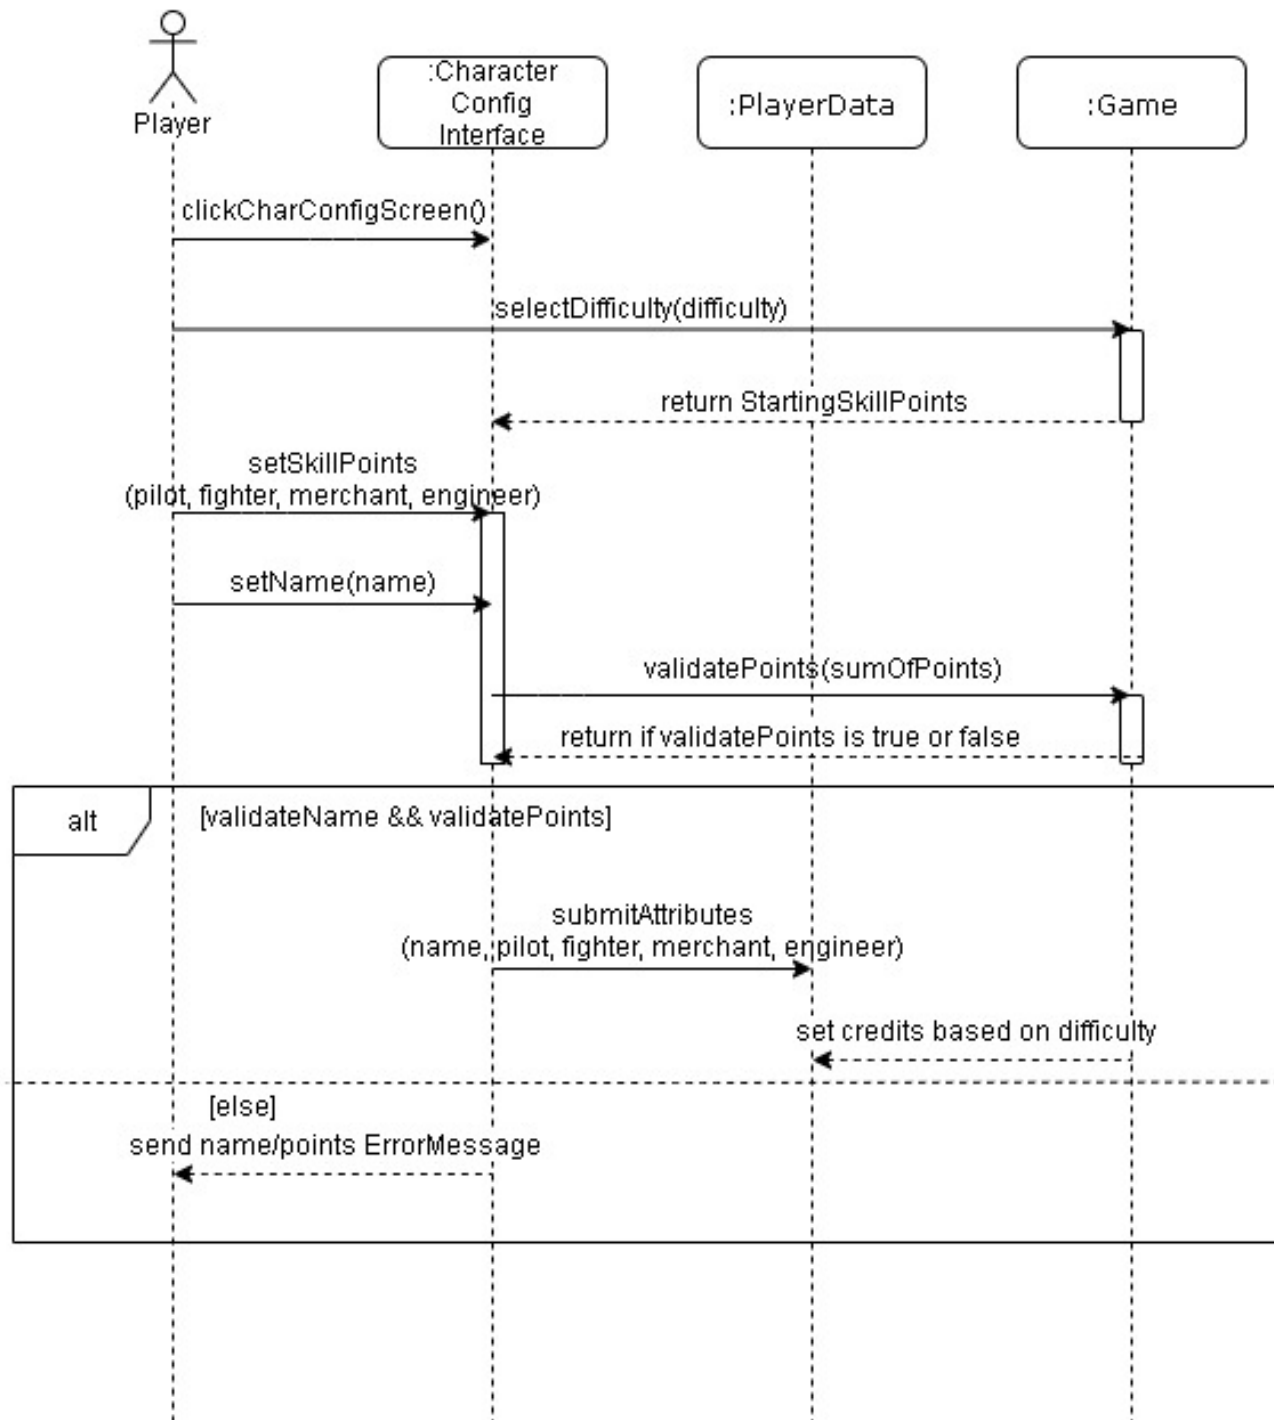 Player
:Character
Config
Interface
:PlayerData
:Game
clickCharConfigScreen()
selectDifficulty(difficulty)
return StartingSkillPoints
setSkillPoints
(pilot, fighter, merchant, engineer)
setName(name)
validatePoints(sumOfPoints)
return if validatePoints is true or false
alt
[validateName && validatePoints]
submitAttributes
(name, pilot, fighter, merchant, engineer)
set credits based on difficulty
[else]
send name/points ErrorMessage